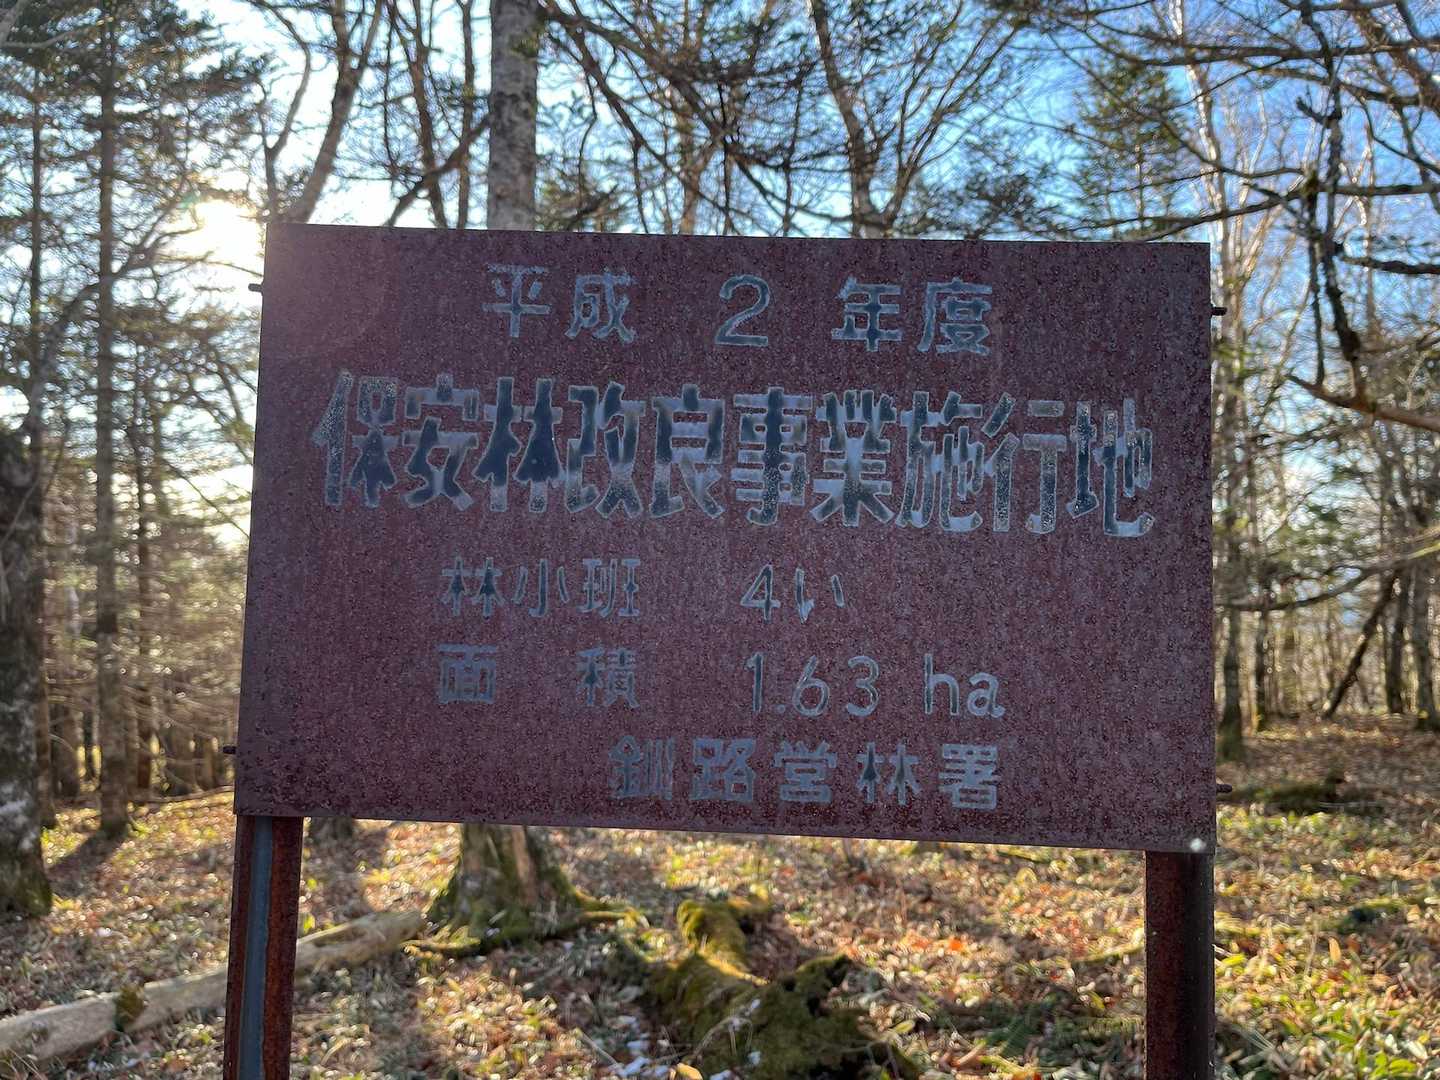 平成 2 年度
保安林改良事業施行地
林小班 4い
面 積 1.63 ha
釧路営林署